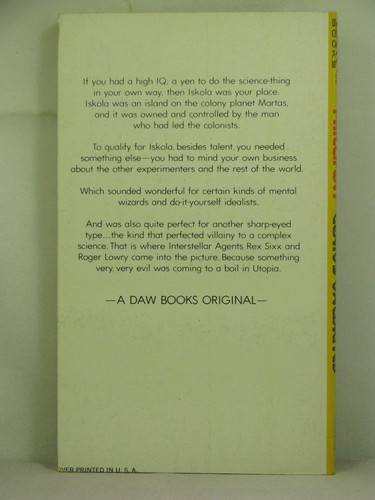 If you had a high IQ, a yen to do the science-thing
in your own way, then Iskola was your place.
Iskola was an island on the colony planet Martas,
and it was owned and controlled by the man
who had led the colonists.
To qualify for Iskola, besides talent, you needed
something else—you had to mind your own business
about the other experimenters and the rest of the world.
Which sounded wonderful for certain kinds of mental
wizards and do-it-yourself idealists.
And was also quite perfect for another sharp-eyed
type...the kind that perfected villainy to a complex
science. That is where Interstellar Agents Rex Sixx and
Roger Lowry came into the picture. Because something
very, very evil was coming to a boil in Utopia.
—A DAW BOOKS ORIGINAL—
PRINTED IN U. S. A.
BOOKS